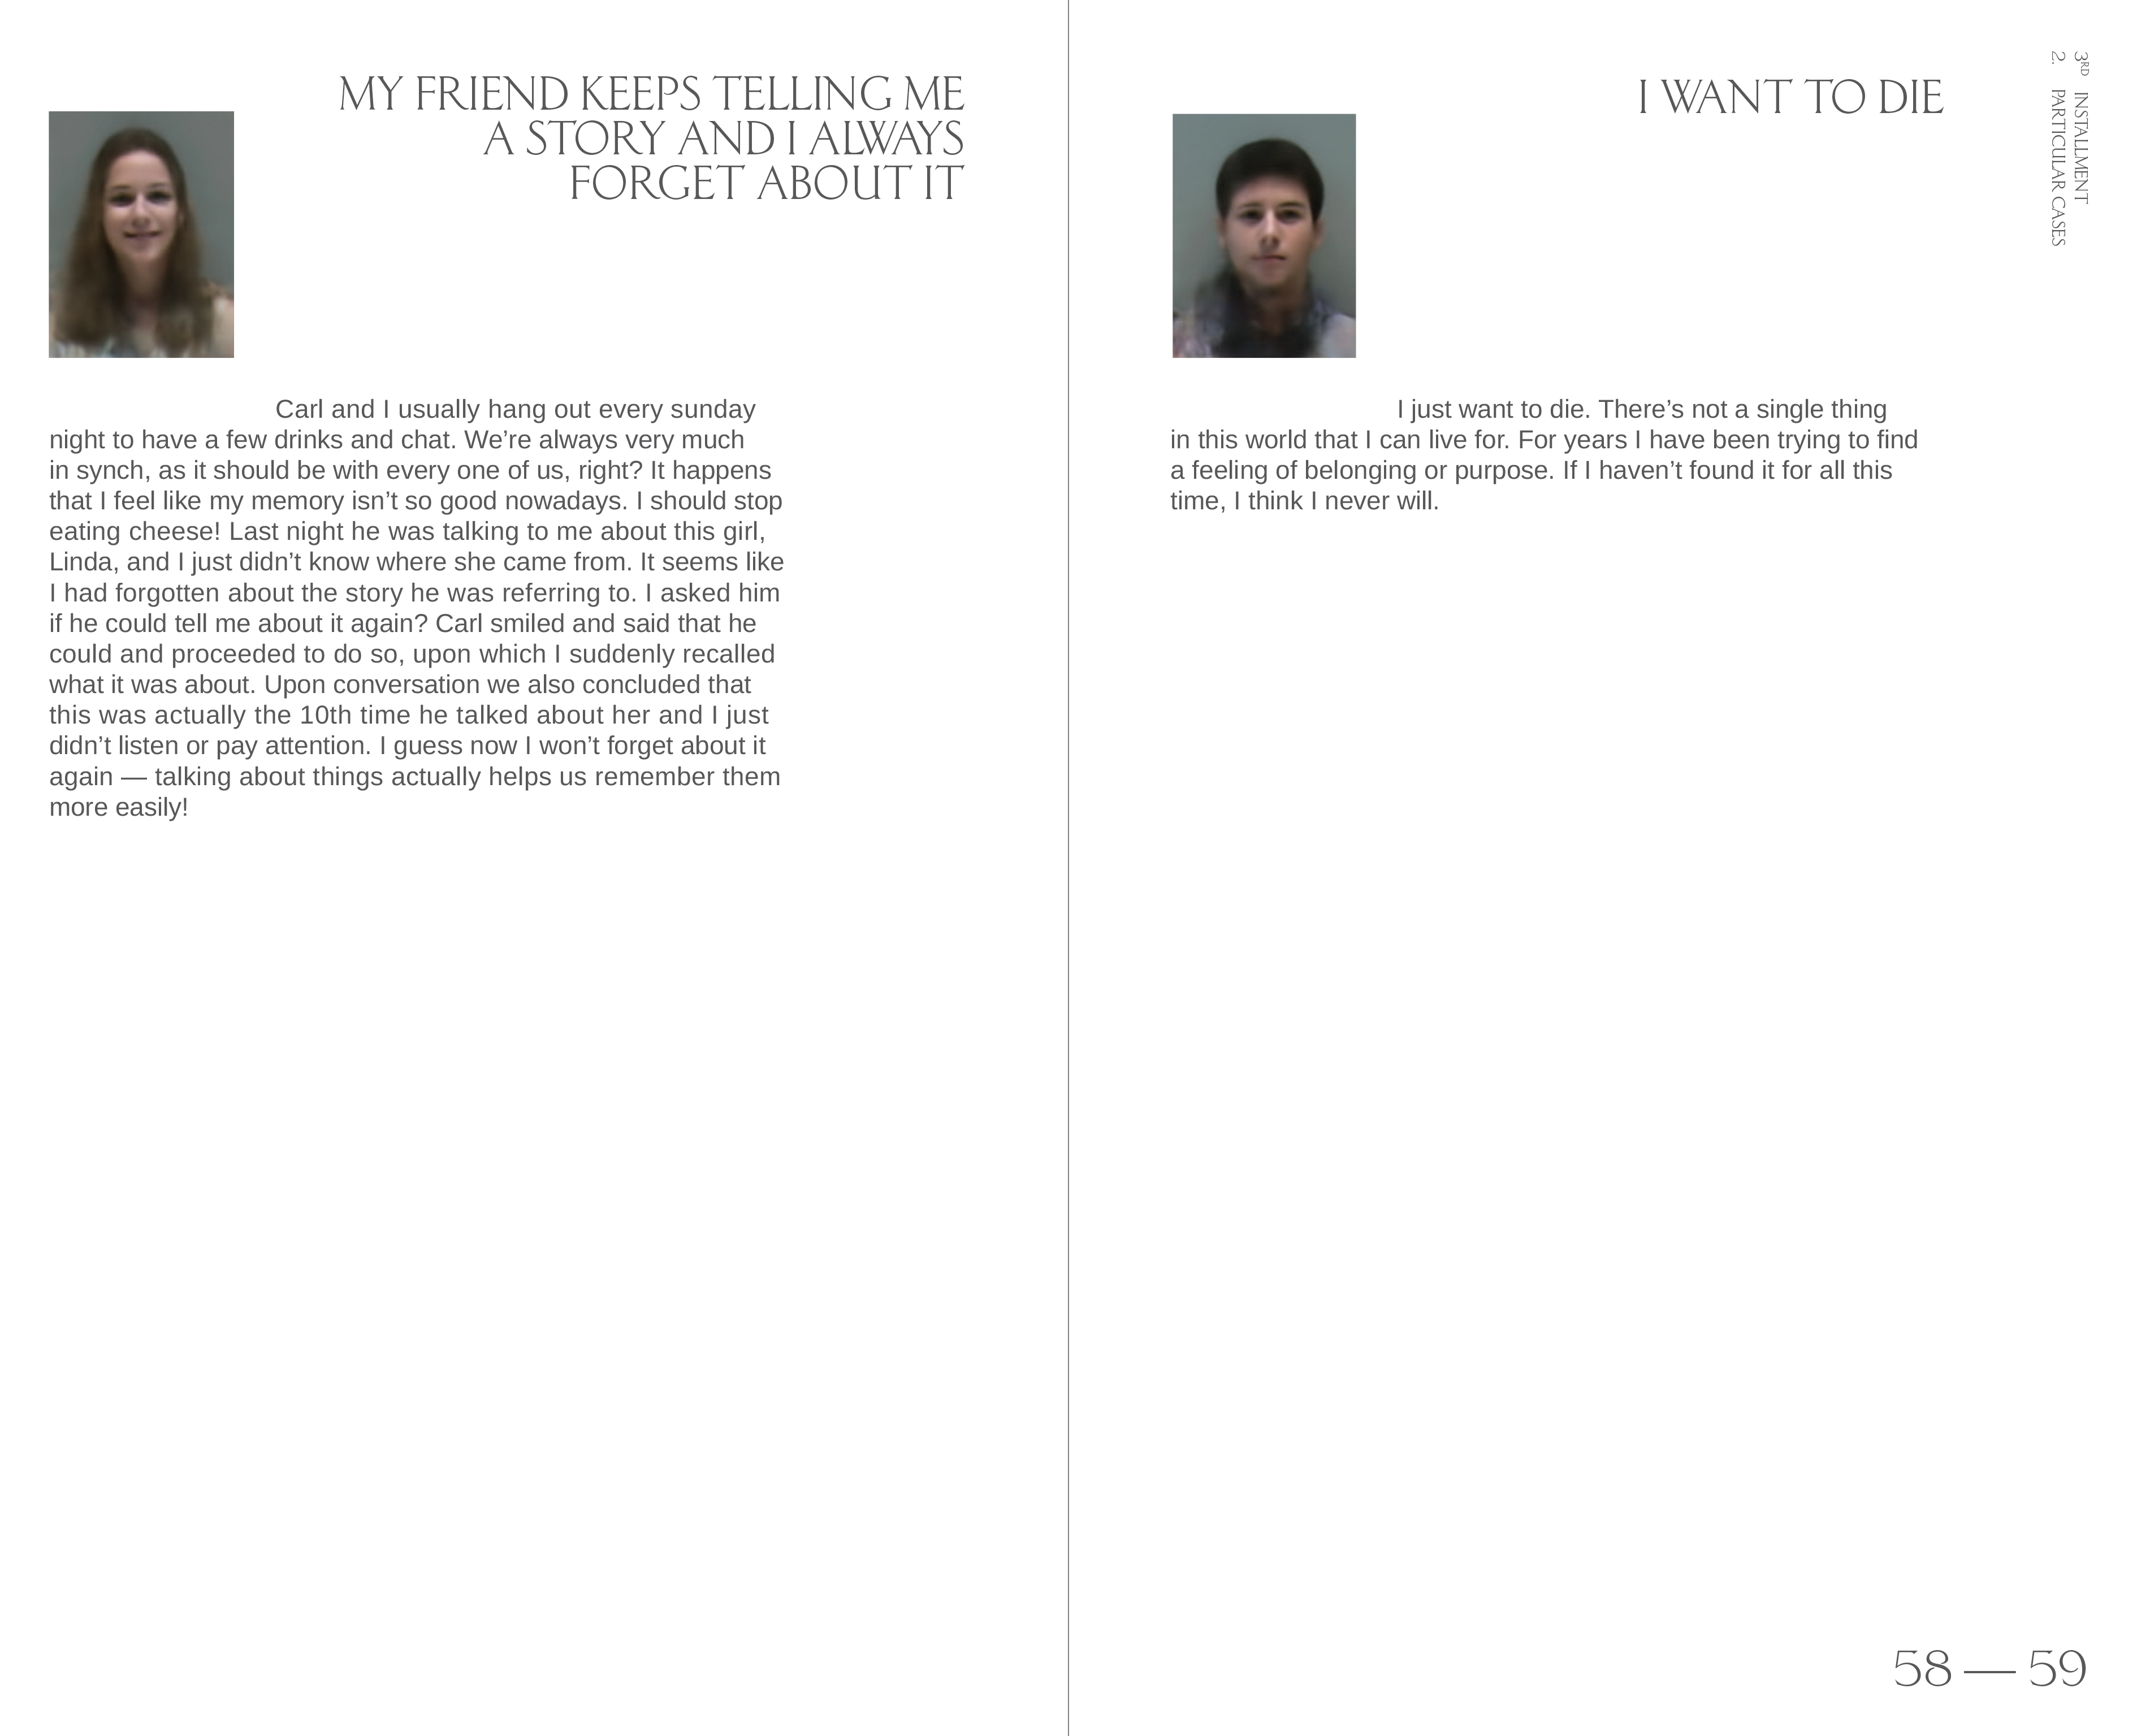 MY FRIEND KEEPS TELLING ME
A STORY AND I ALWAYS
FORGET ABOUT IT
Carl and I usually hang out every sunday
night to have a few drinks and chat. We’re always very much
in synch, as it should be with every one of us, right? It happens
that I feel like my memory isn’t so good nowadays. I should stop
eating cheese! Last night he was talking to me about this girl,
Linda, and I just didn’t know where she came from. It seems like
I had forgotten about the story he was referring to. I asked him
if he could tell me about it again? Carl smiled and said that he
could and proceeded to do so, upon which I suddenly recalled
what it was about. Upon conversation we also concluded that
this was actually the 10th time he talked about her and I just
didn’t listen or pay attention. I guess now I won’t forget about it
again — talking about things actually helps us remember them
more easily!
I WANT TO DIE
I just want to die. There’s not a single thing
in this world that I can live for. For years I have been trying to find
a feeling of belonging or purpose. If I haven’t found it for all this
time, I think I never will.
3RD INSTALLMENT
2. PARTICULAR CASES
58 — 59